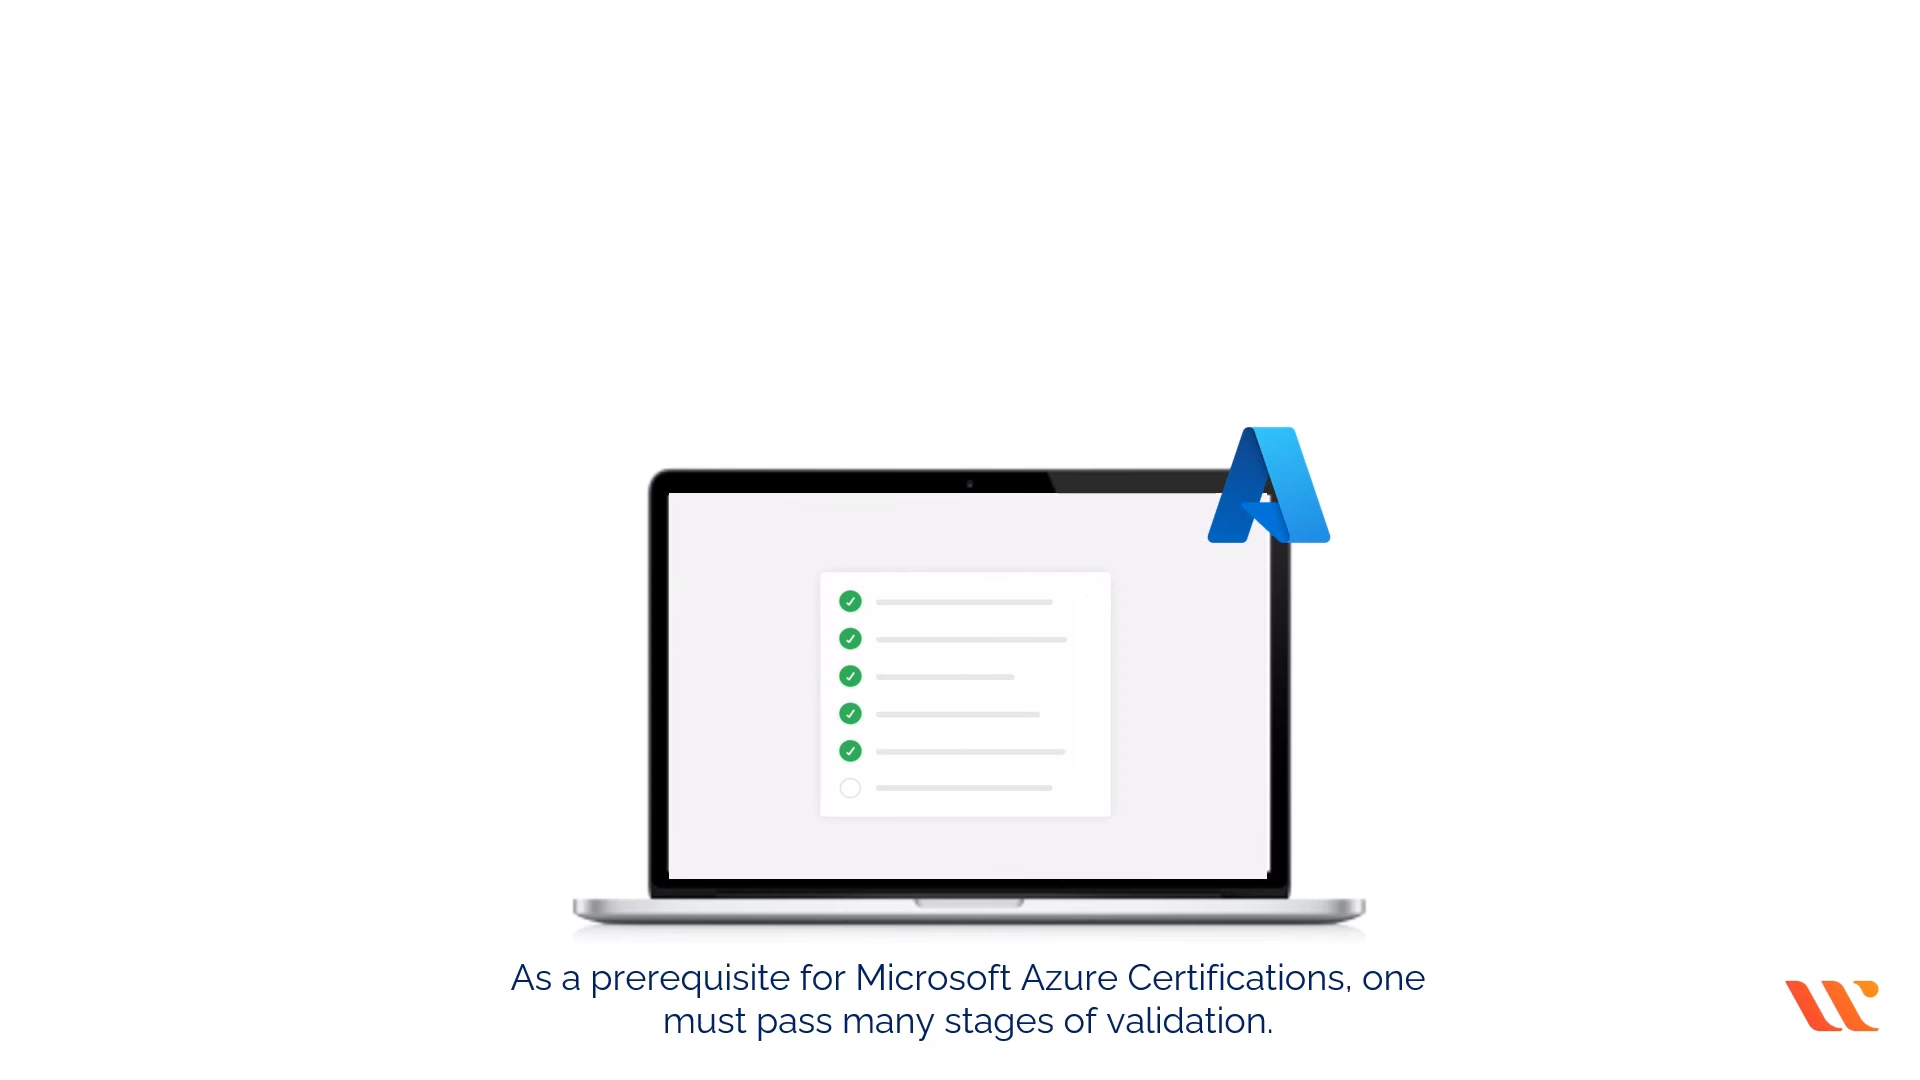 As a prerequisite for Microsoft Azure Certifications, one
must pass many stages of validation.